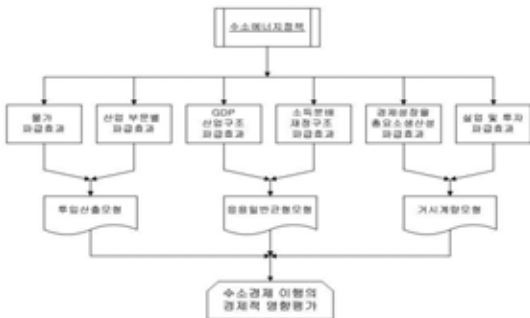 수소에너지정책
물가
파급효과
산업 부문별
파급효과
GDP
산업구조
파급효과
소득분배
재정구조
파급효과
경제성장율
총요소생산성
파급효과
실업 및 투자
파급효과
투입산출모형
응용일반균형모형
거시계량모형
수소경제 이행의
경제적 영향평가